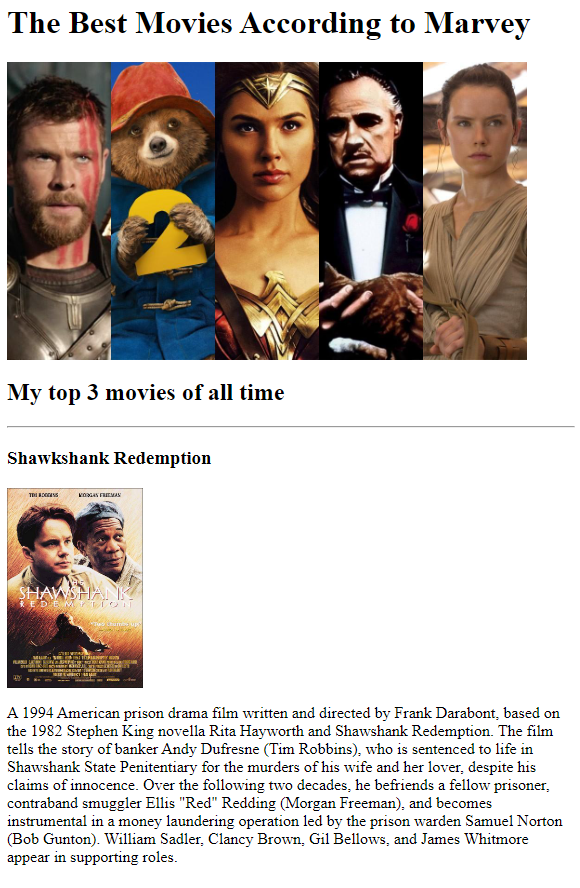 The Best Movies According to Marvey
2
My top 3 movies of all time
Shawkshank Redemption
TIM ROBBINS MORGAN FREEMAN
THE
SHAWSHANK
REDEMPTION
A 1994 American prison drama film written and directed by Frank Darabont, based on
the 1982 Stephen King novella Rita Hayworth and Shawshank Redemption. The film
tells the story of banker Andy Dufresne (Tim Robbins), who is sentenced to life in
Shawshank State Penitentiary for the murders of his wife and her lover, despite his
claims of innocence. Over the following two decades, he befriends a fellow prisoner,
contraband smuggler Ellis "Red" Redding (Morgan Freeman), and becomes
instrumental in a money laundering operation led by the prison warden Samuel Norton
(Bob Gunton). William Sadler, Clancy Brown, Gil Bellows, and James Whitmore
appear in supporting roles.